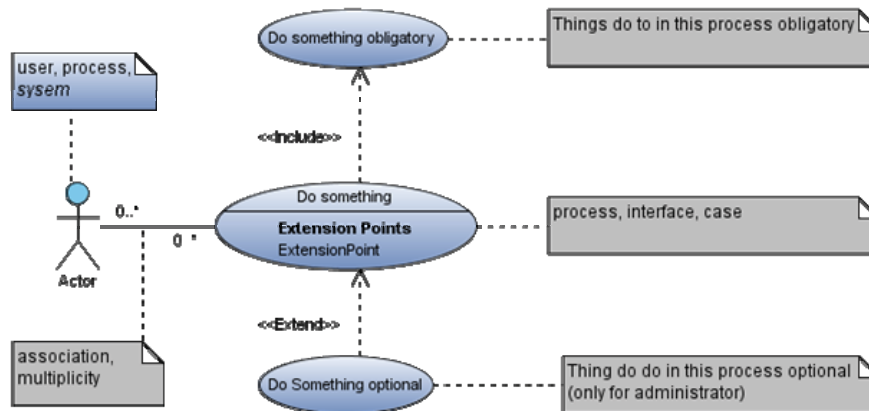 Do something obligatory
Things do to in this process obligatory
user, process,
sysem
<<Include>>
Do something
0..*
Extension Points
process, interface, case
0 *
ExtensionPoint
Actor
<<Extend>>
association,
multiplicity
Do Something optional
Thing do do in this process optional
(only for administrator)